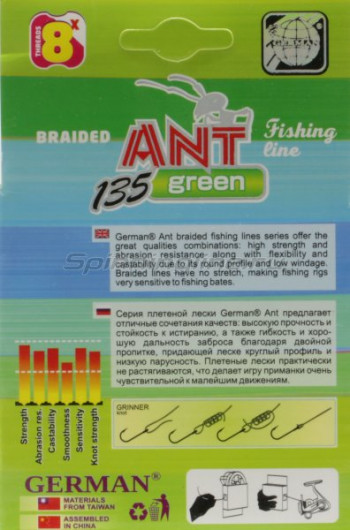 THREADS 8x
GERMAN
BRAIDED ANT Fishing line
135 green
German® Ant braided fishing lines series offer the
great qualities combinations: high strength and
abrasion resistance along with flexibility and
castability due to its round profile and low windage.
Braided lines have no stretch, making fishing rigs
very sensitive to fishing bates.
Серия плетеной лески German® Ant предлагает
отличные сочетания качеств: высокую прочность и
стойкость к истиранию, а также гибкость и хоро-
шую дальность заброса благодаря двойной
пропитке, придающей леске круглый профиль и
низкую парусность. Плетеные лески практически
не растягиваются, что делает игру приманки очень
чувствительной к малейшим движениям.
Strength
Abrasion res.
Castability
Smoothness
Sensitivity
Knot strength
GRINNER
knot
GERMAN®
MATERIALS
FROM TAIWAN
ASSEMBLED
IN CHINA